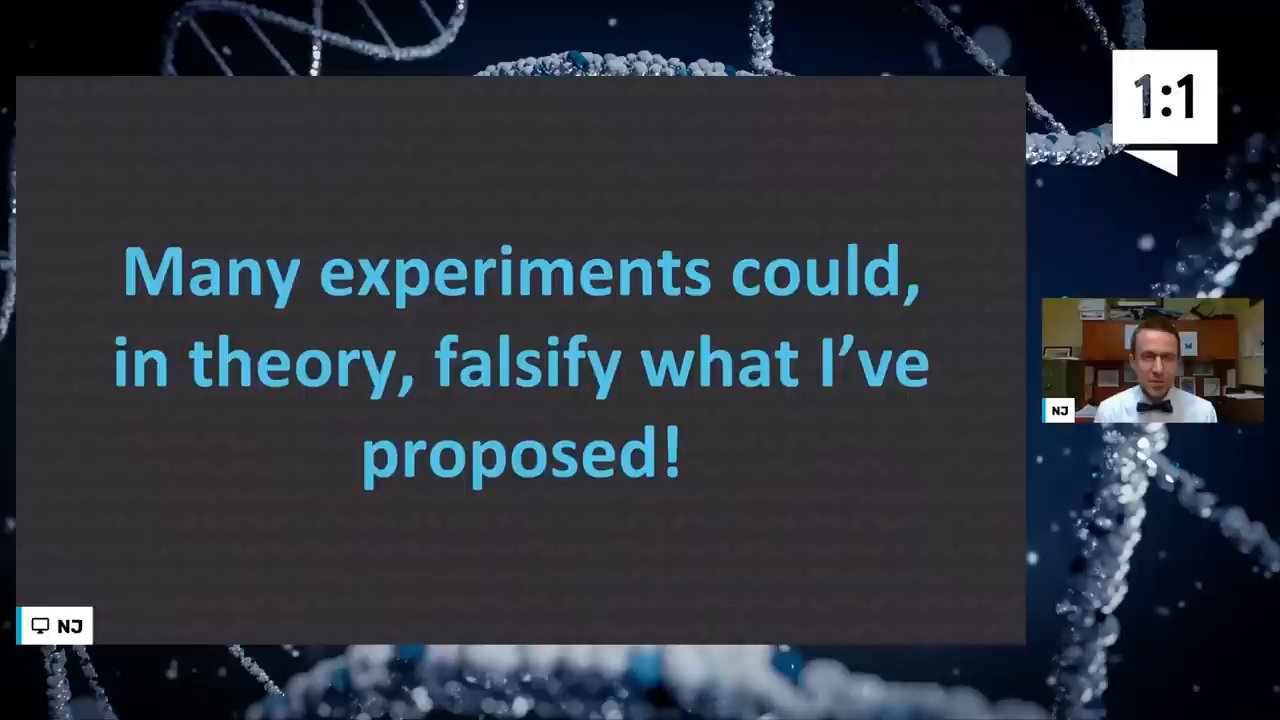 1:1
Many experiments could,
in theory, falsify what I’ve
proposed!
NJ
NJ